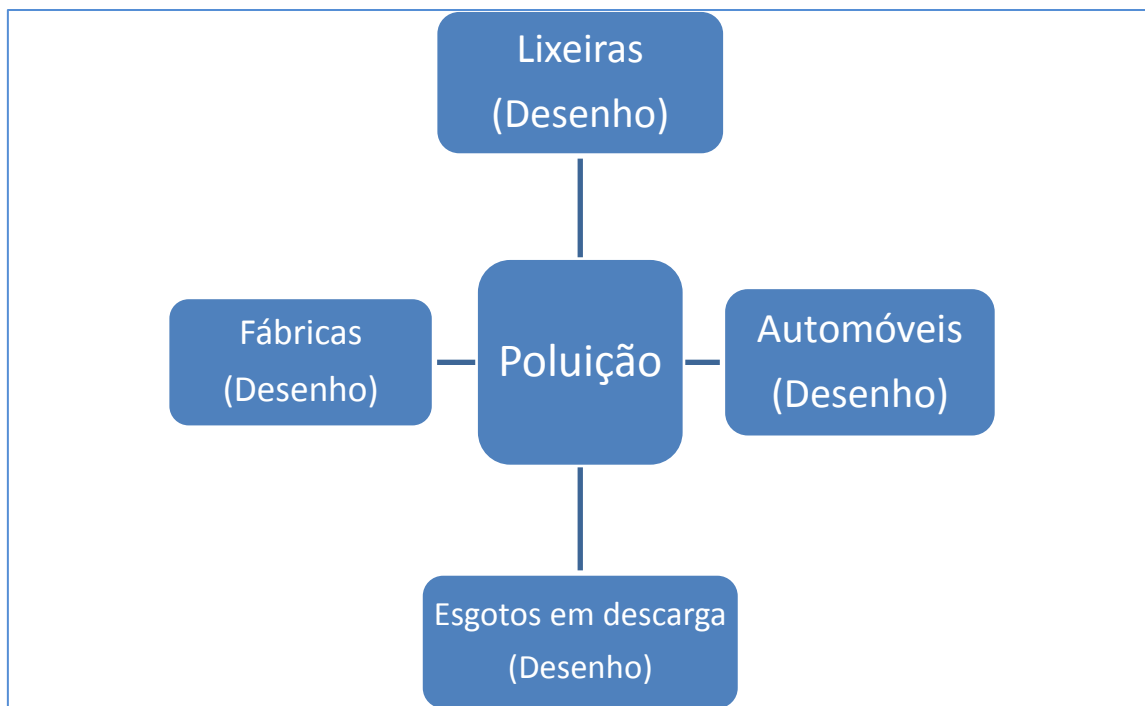 Lixeiras
(Desenho)
Fábricas
(Desenho)
Poluição
Automóveis
(Desenho)
Esgotos em descarga
(Desenho)